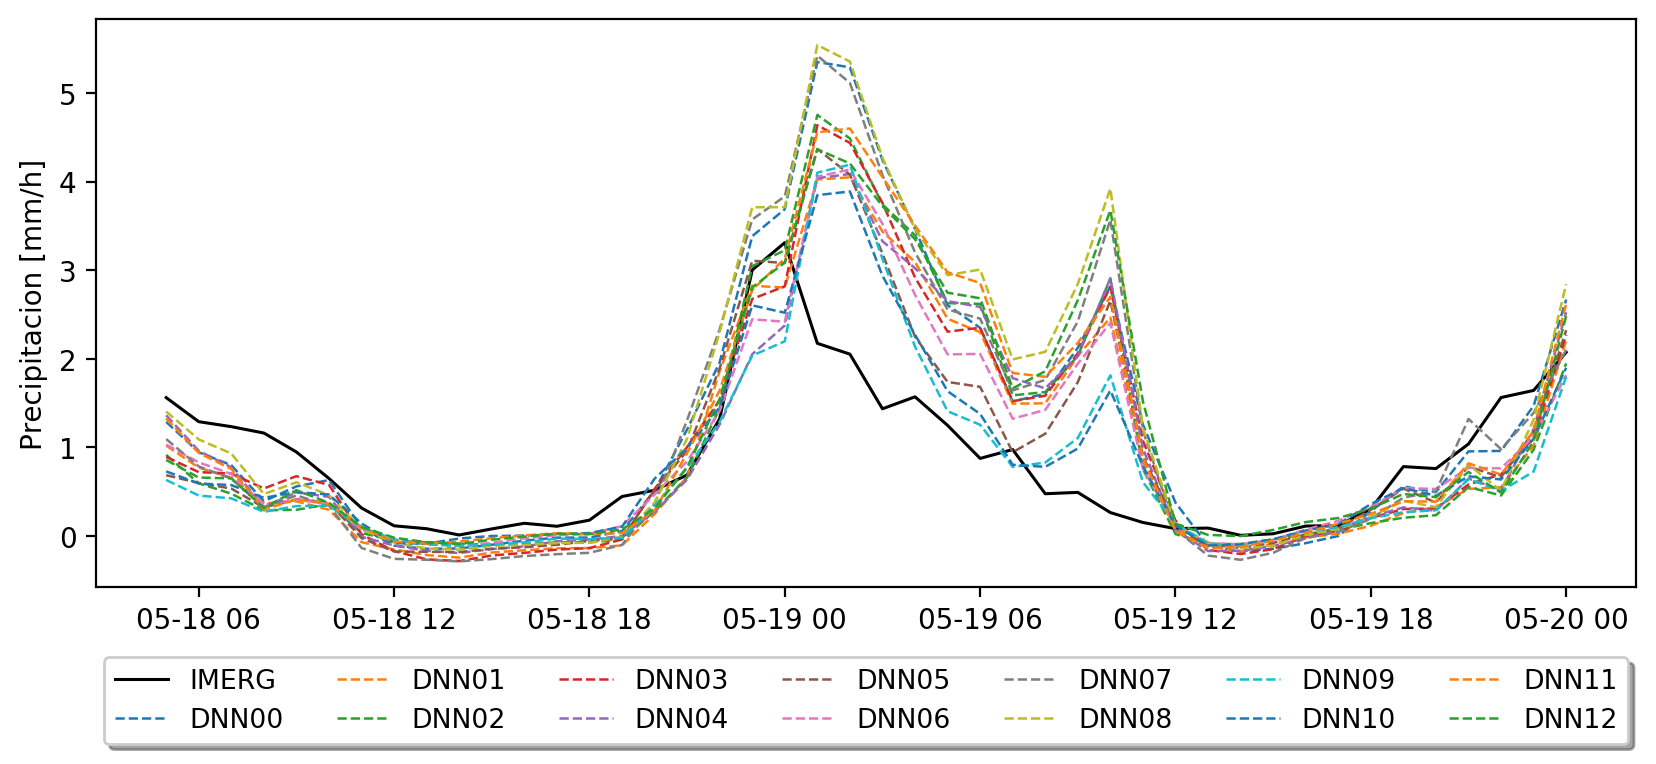 Precipitacion [mm/h]
5
4
3
2
1
0
05-18 06 05-18 12 05-18 18 05-19 00 05-19 06 05-19 12 05-19 18 05-20 00
IMERG DNN01 DNN03 DNN05 DNN07 DNN09 DNN11
DNN00 DNN02 DNN04 DNN06 DNN08 DNN10 DNN12